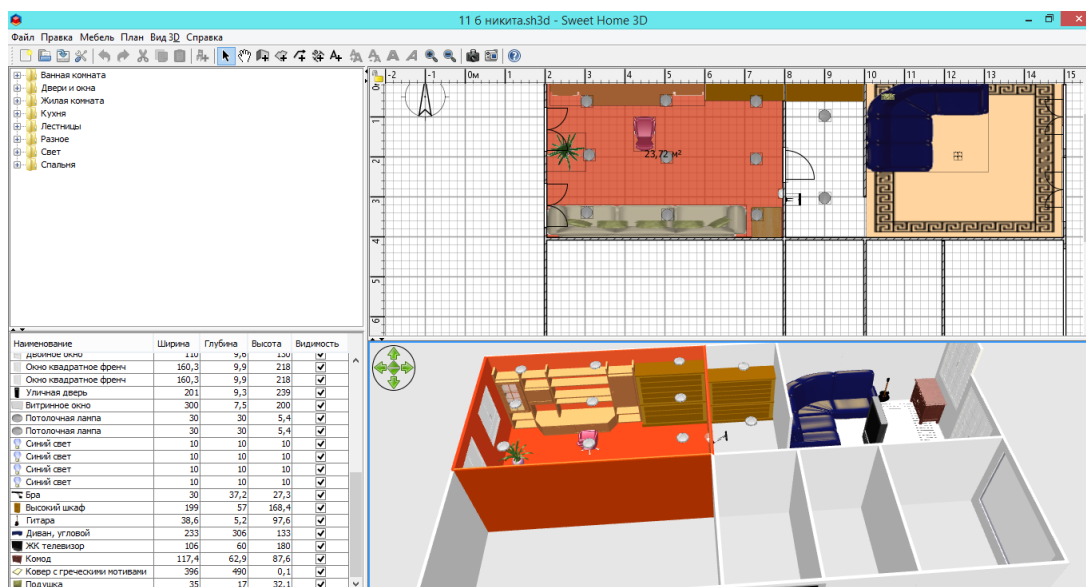 11 6 никита.sh3d - Sweet Home 3D
Файл Правка Мебель План Вид 3D Справка
Ванная комната
Двери и окна
Жилая комната
Кухня
Лестницы
Разное
Свет
Спальня
-2 -1 0м 1 2 3 4 5 6 7 8 9 10 11 12 13 14 15
0
1
2
3
4
5
6
23,72 м²
Наименование Ширина Глубина Высота Видимость
Двойное окно 110 9,6 130
Окно квадратное френч 160,3 9,9 218
Окно квадратное френч 160,3 9,9 218
Уличная дверь 201 9,3 239
Витринное окно 300 7,5 200
Потолочная лампа 30 30 5,4
Потолочная лампа 30 30 5,4
Синий свет 10 10 10
Синий свет 10 10 10
Синий свет 10 10 10
Синий свет 10 10 10
Бра 30 37,2 27,3
Высокий шкаф 199 57 168,4
Гитара 38,6 5,2 97,6
Диван, угловой 233 306 133
ЖК телевизор 106 60 180
Комод 117,4 62,9 87,6
Ковер с греческими мотивами 396 490 0,1
Подушка 35 17 32,1